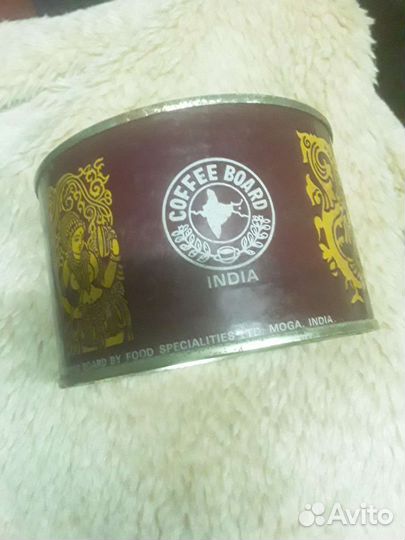 COFFEE BOARD
INDIA
BOARD BY FOOD SPECIALITIES LTD. MOGA. INDIA.
Avito